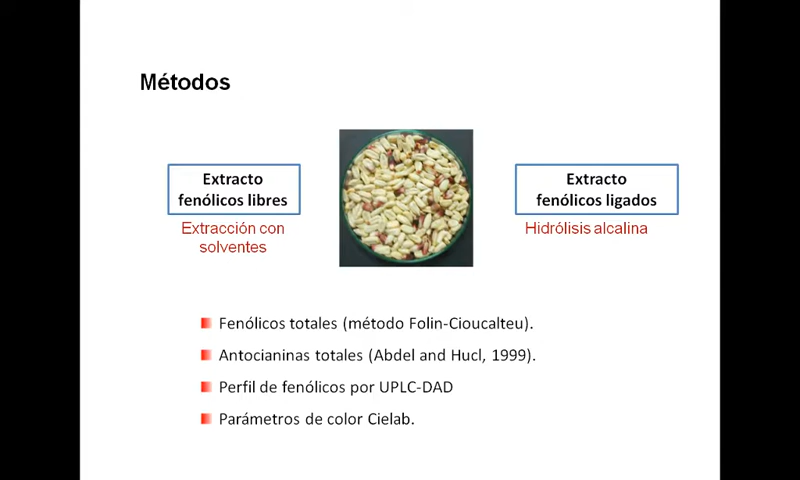 Métodos
Extracto
fenólicos libres
Extracción con
solventes
Extracto
fenólicos ligados
Hidrólisis alcalina
Fenólicos totales (método Folin-Cioucalteu).
Antocianinas totales (Abdel and Hucl, 1999).
Perfil de fenólicos por UPLC-DAD
Parámetros de color Cielab.